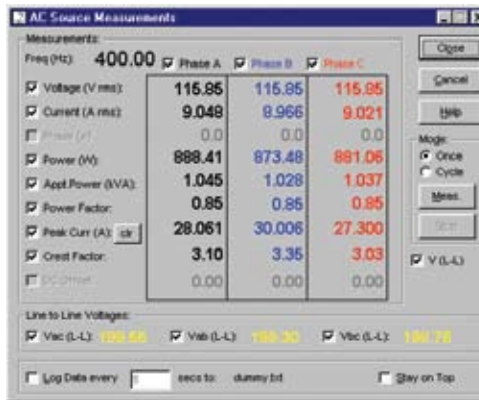 AC Source Measurements
Measurements:
Freq (Hz): 400.00 Phase A Phase B Phase C
Close
Voltage (V rms): 115.85 115.85 115.85
Cancel
Current (A rms): 9.048 8.966 9.021
Help
0.0 0.0 0.0
Mode:
Power (W): 888.41 873.48 881.06
Once
Appt.Power (kVA): 1.045 1.028 1.037
Cycle
Power Factor: 0.85 0.85 0.85
Meas.
Peak Curr (A): clr 28.061 30.006 27.300
Crest Factor: 3.10 3.35 3.03
V (L-L)
DC Offset: 0.00 0.00 0.00
Line to Line Voltages:
Vac (L-L): Vab (L-L): Vbc (L-L):
Log Data every secs to: dummy.txt Stay on Top